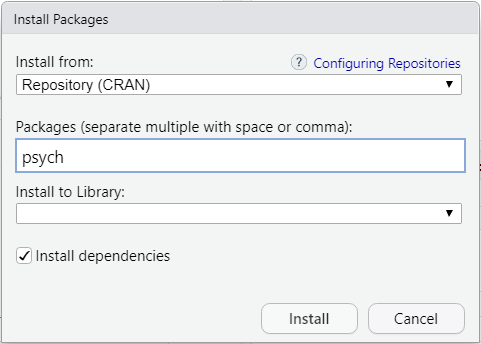 Install Packages
Install from:
? Configuring Repositories
Repository (CRAN)
Packages (separate multiple with space or comma):
psych
Install to Library:
Install dependencies
Install
Cancel